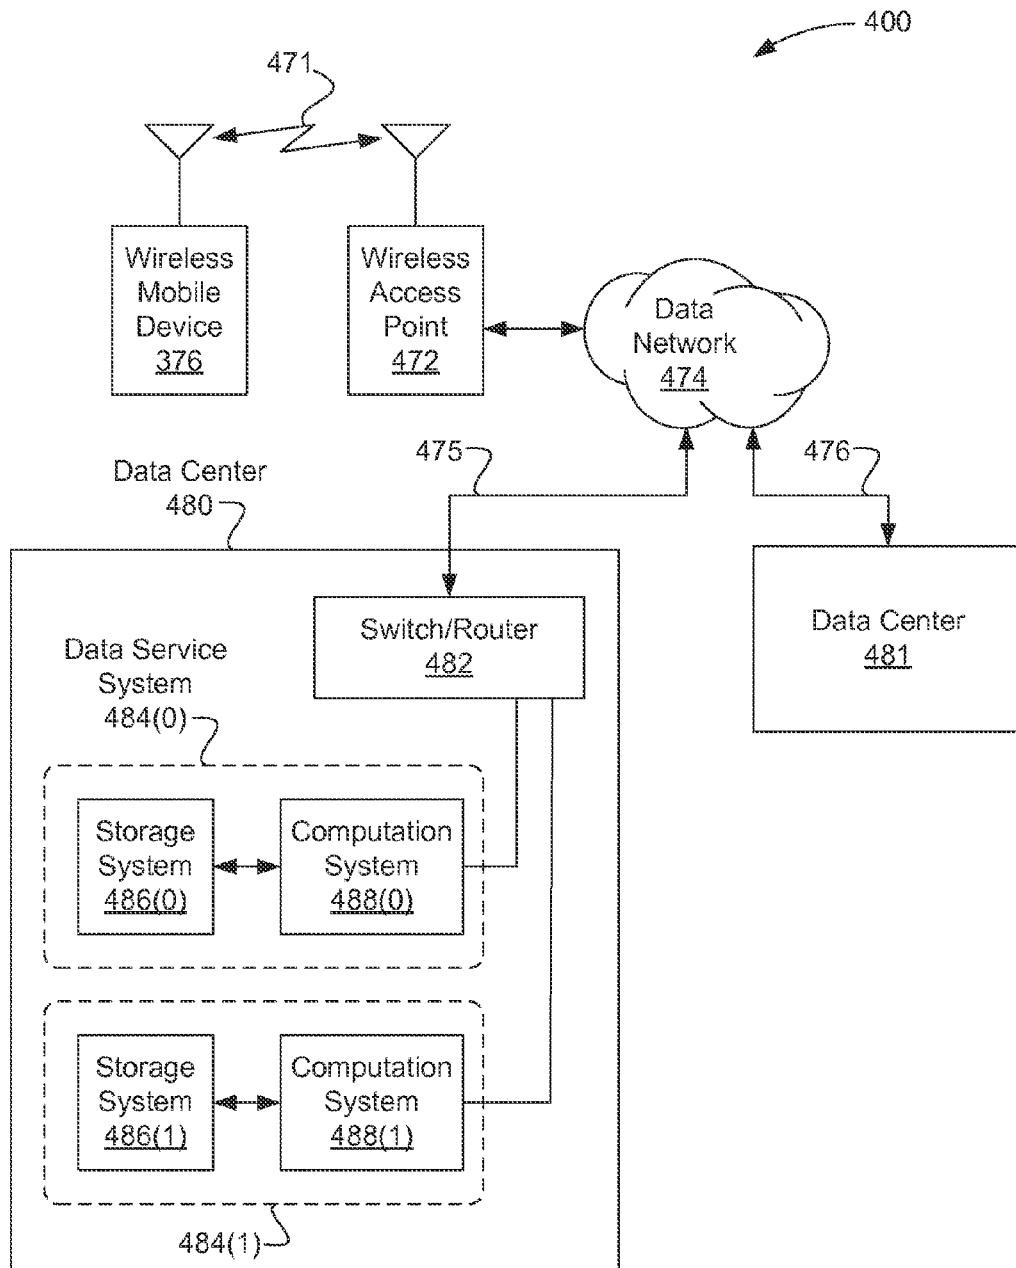 400
471
Wireless
Mobile
Device
376
Wireless
Access
Point
472
Data
Network
474
475
476
Data Center
480
Switch/Router
482
Data Center
481
Data Service
System
484(0)
Storage
System
486(0)
Computation
System
488(0)
Storage
System
486(1)
Computation
System
488(1)
484(1)